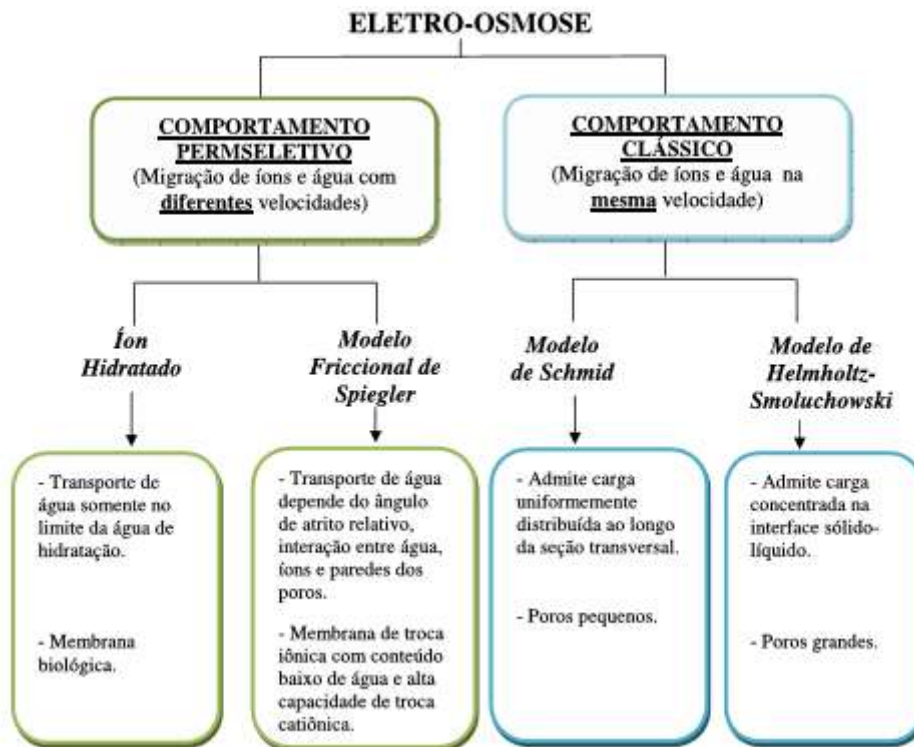 ELETRO-OSMOSE
COMPORTAMENTO
PERMSELETIVO
(Migração de íons e água com
diferentes velocidades)
COMPORTAMENTO
CLÁSSICO
(Migração de íons e água na
mesma velocidade)
Íon
Hidratado
Modelo
Friccional de
Spiegler
Modelo
de Schmid
Modelo de
Helmholtz-
Smoluchowski
- Transporte de
água somente no
limite da água de
hidratação.
- Membrana
biológica.
- Transporte de água
depende do ângulo
de atrito relativo,
interação entre água,
íons e paredes dos
poros.
- Membrana de troca
iônica com conteúdo
baixo de água e alta
capacidade de troca
catiônica.
- Admite carga
uniformemente
distribuída ao longo
da seção transversal.
- Poros pequenos.
- Admite carga
concentrada na
interface sólido-
líquido.
- Poros grandes.